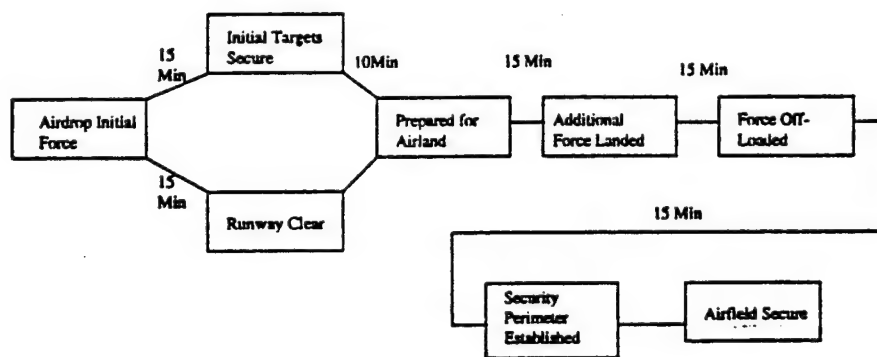 Initial Targets
Secure
15
Min
10Min
15 Min
15 Min
Airdrop Initial
Force
Prepared for
Airland
Additional
Force Landed
Force Off-
Loaded
15
Min
Runway Clear
15 Min
Security
Perimeter
Established
Airfield Secure